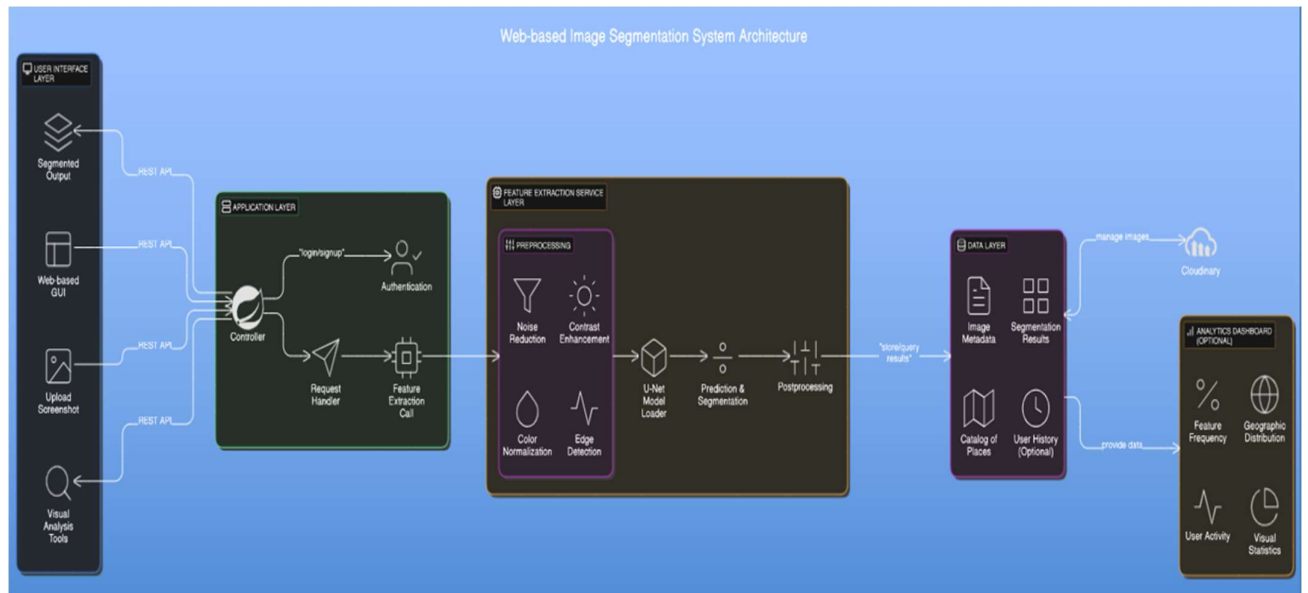 Web-based Image Segmentation System Architecture
USER INTERFACE
LAYER
Segmented
Output
REST API
Web-based
GUI
REST API
Upload
Screenshot
REST API
Visual
Analysis
Tools
REST API
APPLICATION LAYER
Controller
"login/signup"
Authentication
Request
Handler
Feature
Extraction
Call
FEATURE EXTRACTION SERVICE
LAYER
PREPROCESSING
Noise
Reduction
Contrast
Enhancement
Color
Normalization
Edge
Detection
U-Net
Model
Loader
Prediction &
Segmentation
Postprocessing
"store/query
results"
DATA LAYER
Image
Metadata
Segmentation
Results
Catalog of
Places
User History
(Optional)
manage images
Cloudinary
provide data
ANALYTICS DASHBOARD
(OPTIONAL)
Feature
Frequency
Geographic
Distribution
User Activity
Visual
Statistics